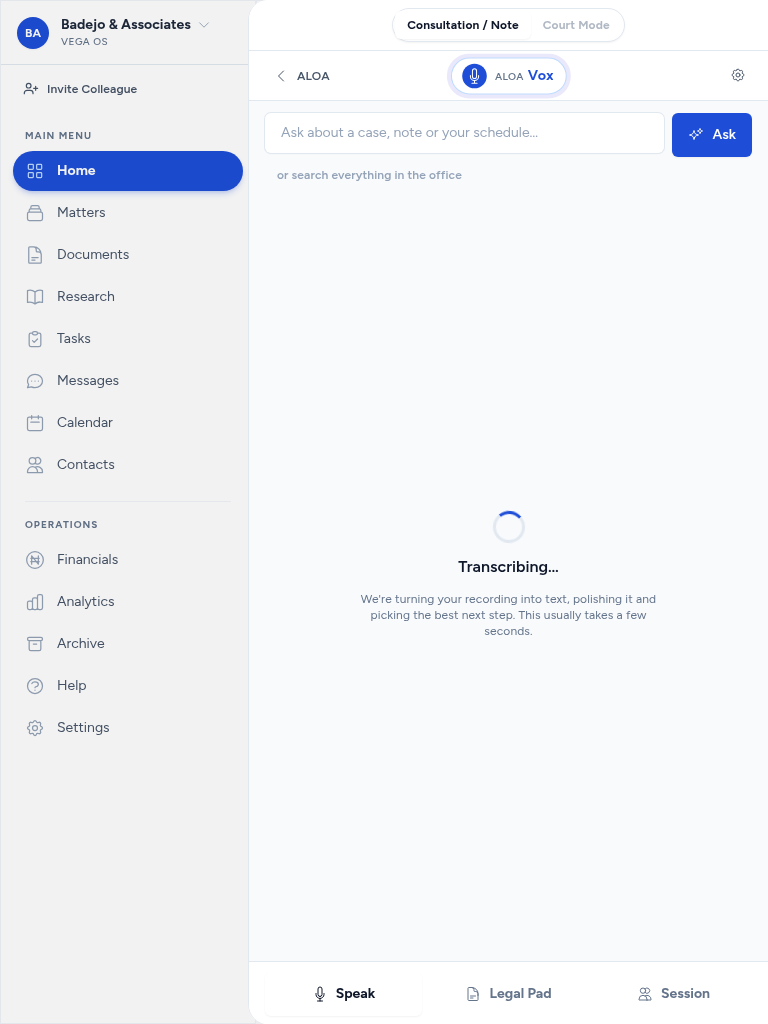 BA
Badejo & Associates
VEGA OS
Invite Colleague
MAIN MENU
Home
Matters
Documents
Research
Tasks
Messages
Calendar
Contacts
OPERATIONS
Financials
Analytics
Archive
Help
Settings
Consultation / Note
Court Mode
ALOA
ALOA Vox
Ask about a case, note or your schedule...
Ask
or search everything in the office
Transcribing...
We're turning your recording into text, polishing it and
picking the best next step. This usually takes a few
seconds.
Speak
Legal Pad
Session